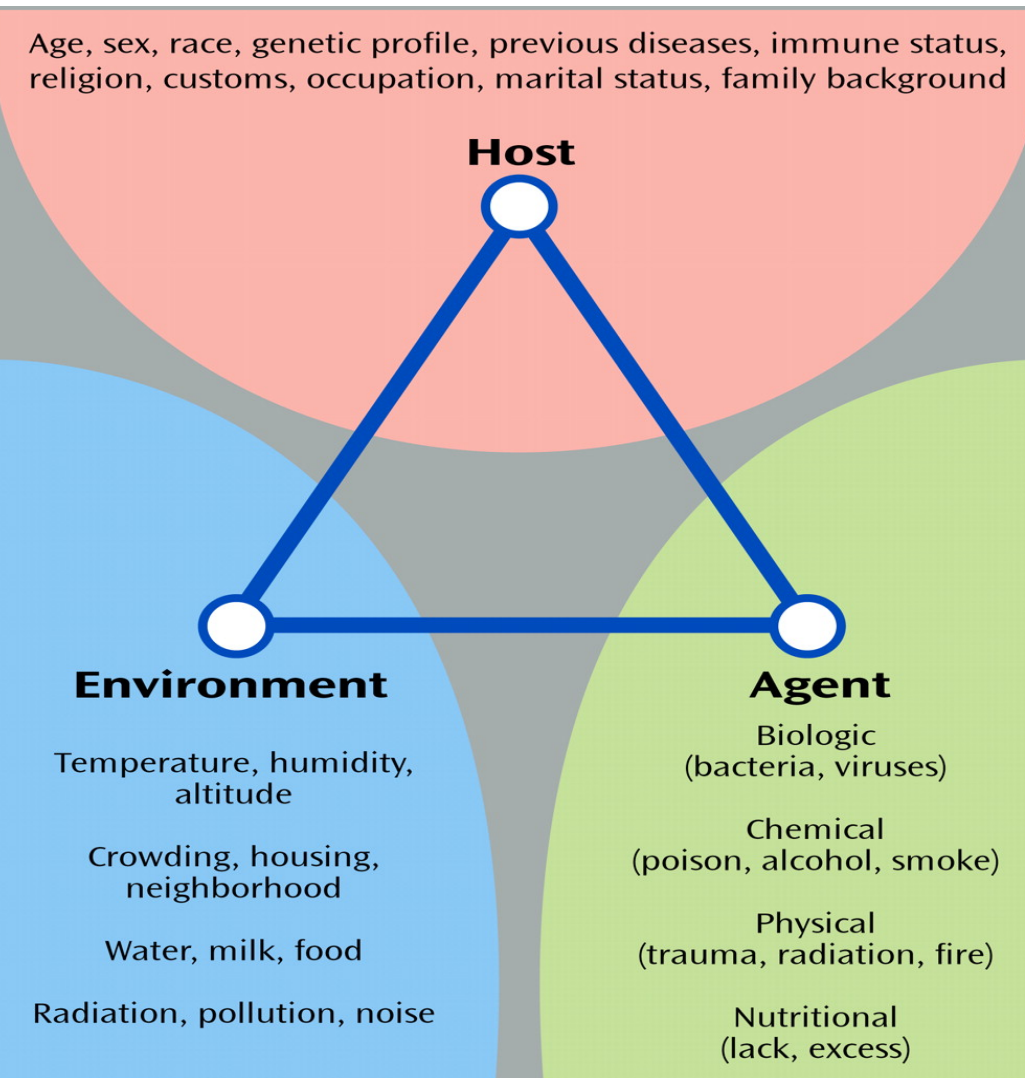 Age, sex, race, genetic profile, previous diseases, immune status,
religion, customs, occupation, marital status, family background
Host
Environment
Temperature, humidity,
altitude
Crowding, housing,
neighborhood
Water, milk, food
Radiation, pollution, noise
Agent
Biologic
(bacteria, viruses)
Chemical
(poison, alcohol, smoke)
Physical
(trauma, radiation, fire)
Nutritional
(lack, excess)